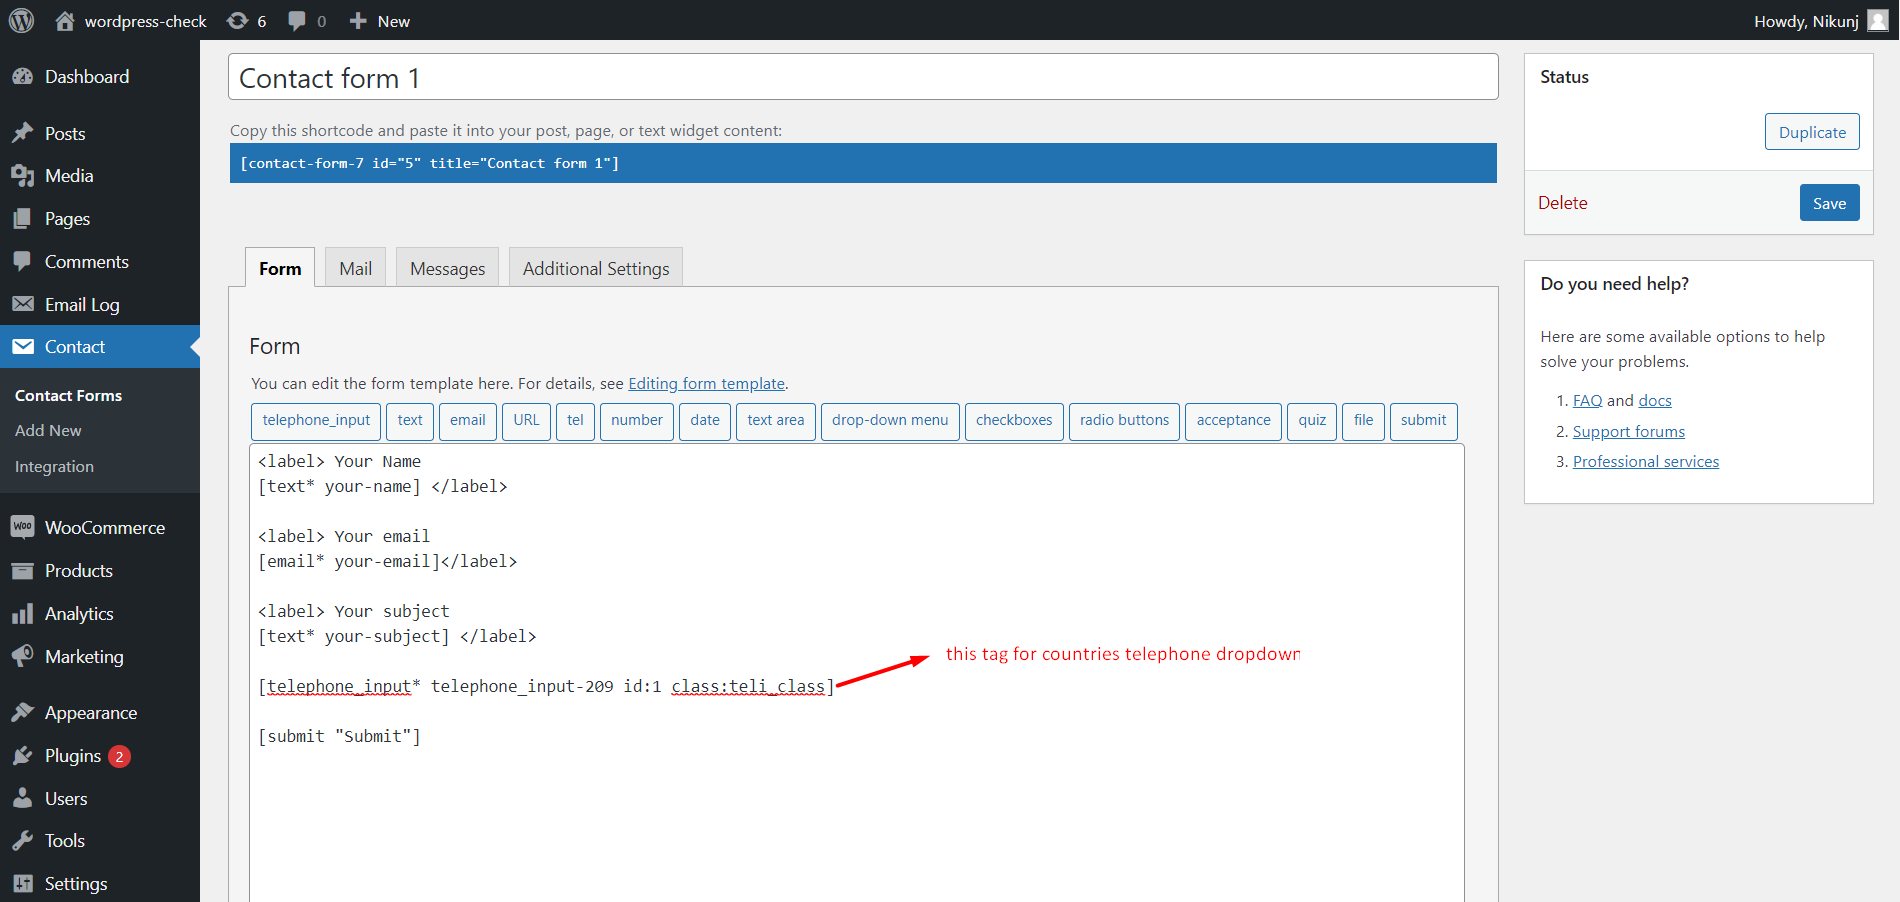 wordpress-check 6 0 New Howdy, Nikunj
Dashboard
Posts
Media
Pages
Comments
Email Log
Contact
Contact Forms
Add New
Integration
WooCommerce
Products
Analytics
Marketing
Appearance
Plugins 2
Users
Tools
Settings
Contact form 1
Copy this shortcode and paste it into your post, page, or text widget content:
[contact-form-7 id="5" title="Contact form 1"]
Form Mail Messages Additional Settings
Form
You can edit the form template here. For details, see Editing form template.
telephone_input text email URL tel number date text area drop-down menu checkboxes radio buttons acceptance quiz file submit
<label> Your Name
[text* your-name] </label>
<label> Your email
[email* your-email]</label>
<label> Your subject
[text* your-subject] </label>
this tag for countries telephone dropdown
[telephone_input* telephone_input-209 id:1 class:teli_class]
[submit "Submit"]
Status
Duplicate
Delete Save
Do you need help?
Here are some available options to help
solve your problems.
1. FAQ and docs
2. Support forums
3. Professional services